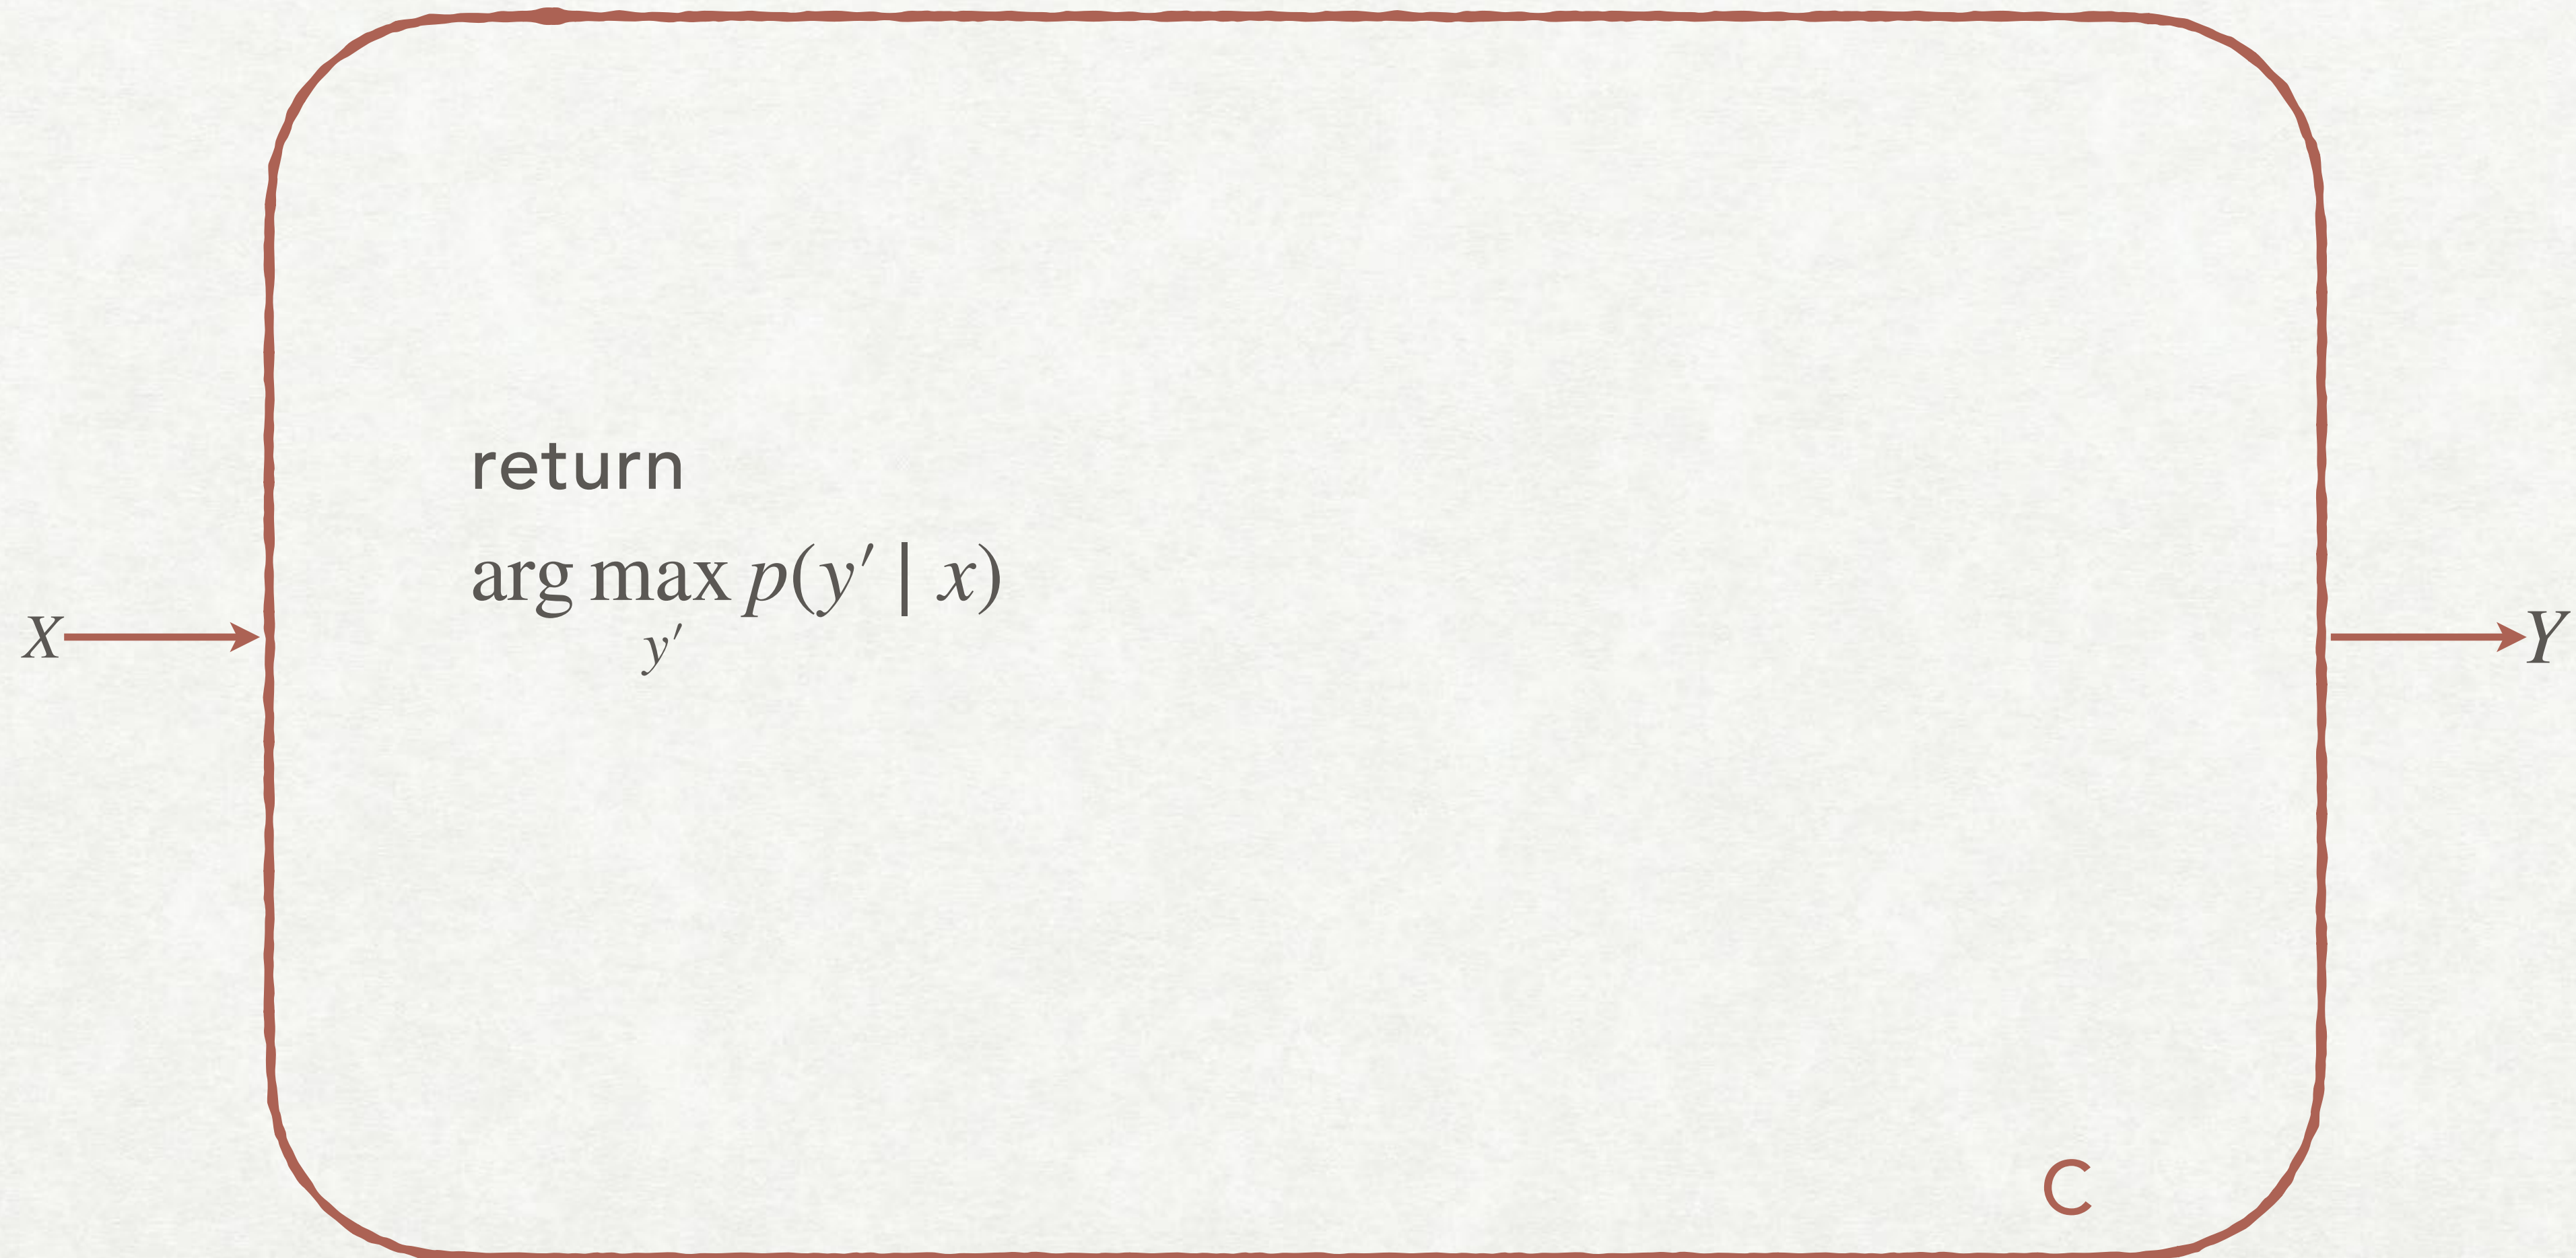 return
arg max p(y′ | x)
y′
X
Y
C